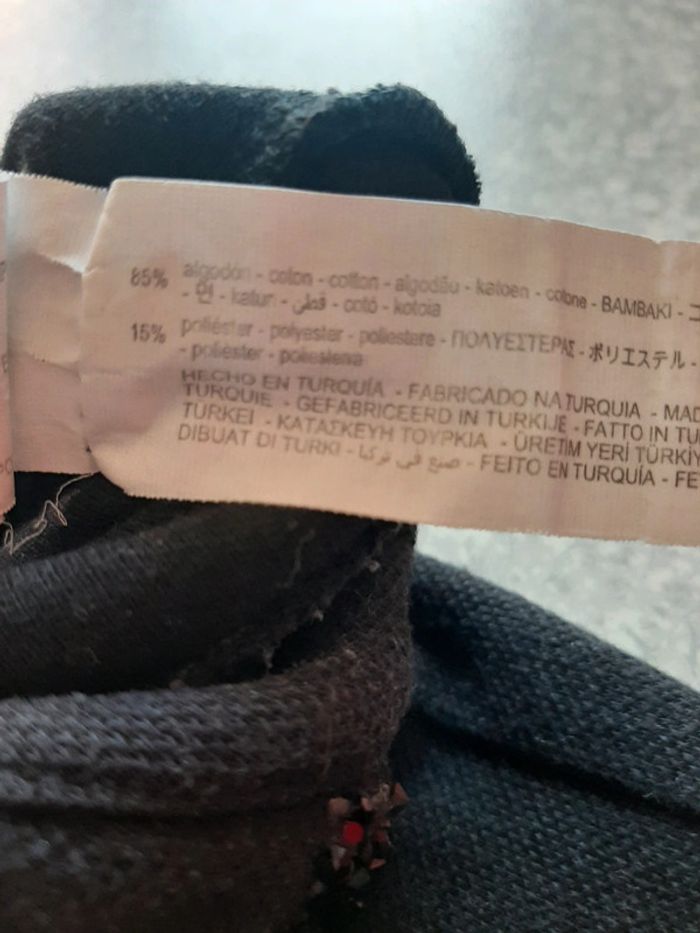 85% algodón - coton - cotton - algodão - katoen - cotone - BAMBAKI -
- 면 - katun - قطن - cotó - kotoia
15% poliéster - polyester - poliestere - ΠΟΛΥΕΣΤΕΡΑΣ - ポリエステル -
- poliester - poliesterra
HECHO EN TURQUÍA - FABRICADO NA TURQUIA - MAD
TURQUIE - GEFABRICEERD IN TURKIJE - FATTO IN TU
TURKEI - ΚΑΤΑΣΚΕΥΗ ΤΟΥΡΚΙΑ - ÜRETIM YERİ TÜRKİY
DIBUAT DI TURKI - صنع في تركيا - FEITO EN TURQUÍA - FE